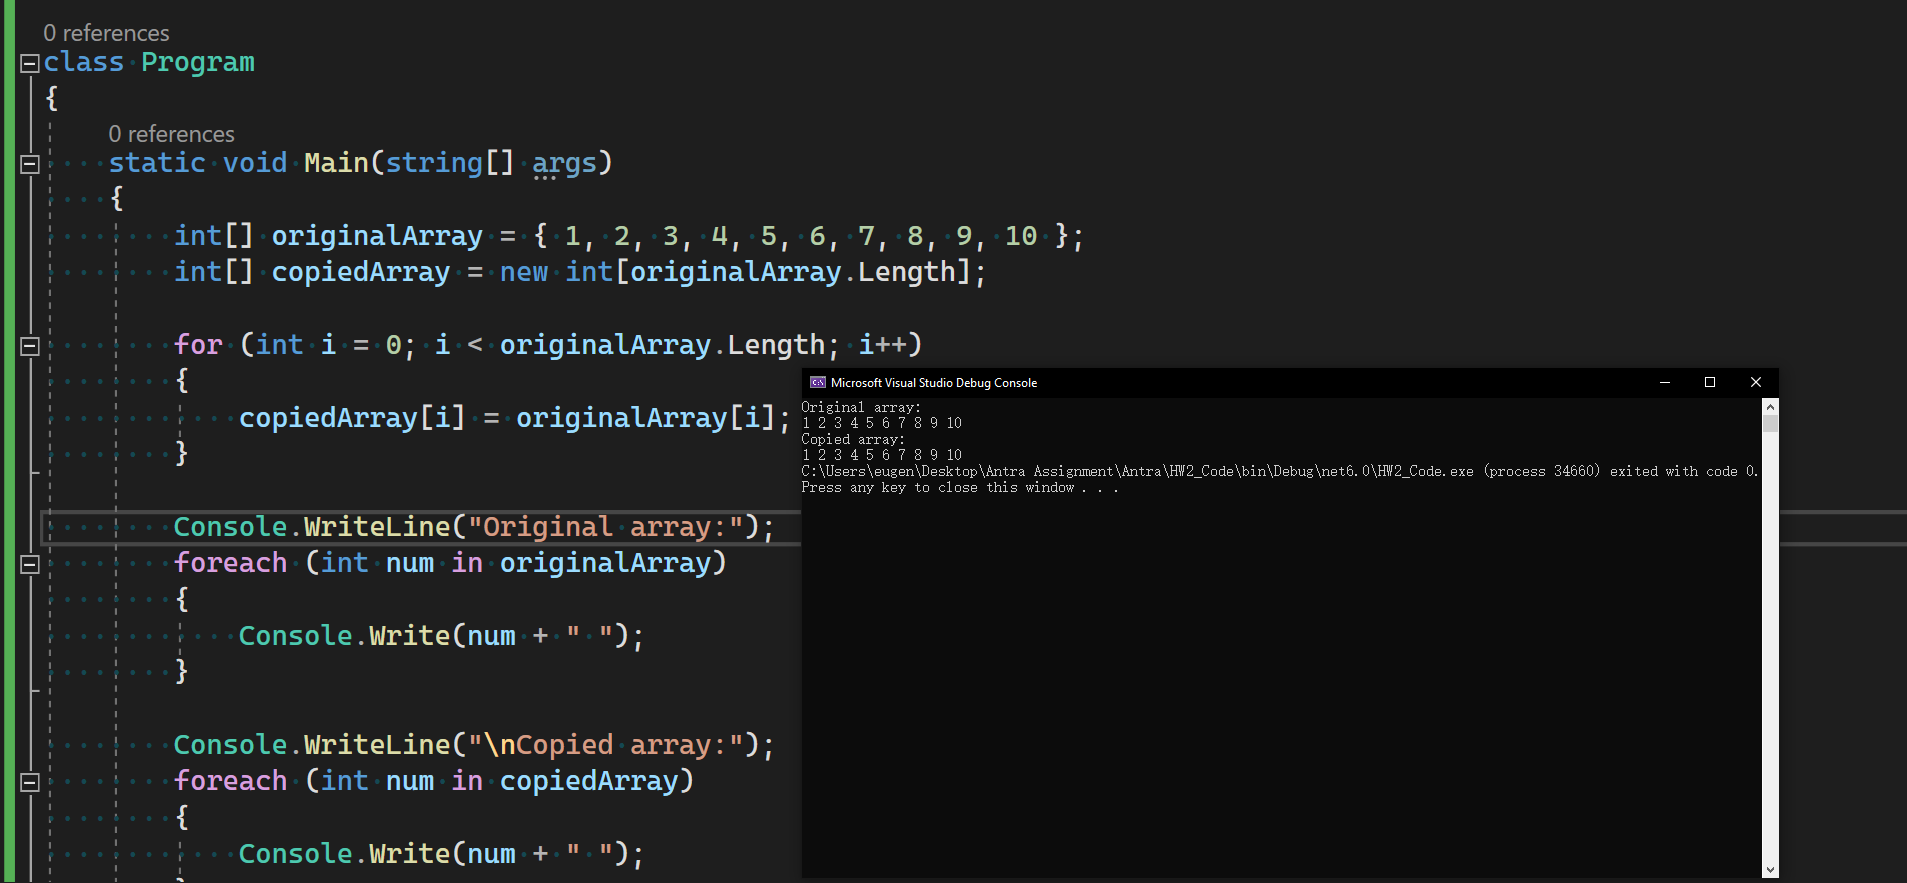 0 references
class Program
{
0 references
static void Main(string[] args)
{
int[] originalArray = { 1, 2, 3, 4, 5, 6, 7, 8, 9, 10 };
int[] copiedArray = new int[originalArray.Length];
for (int i = 0; i < originalArray.Length; i++)
{
copiedArray[i] = originalArray[i];
}
Console.WriteLine("Original array:");
foreach (int num in originalArray)
{
Console.Write(num + " ");
}
Console.WriteLine("\nCopied array:");
foreach (int num in copiedArray)
{
Console.Write(num + " ");
Microsoft Visual Studio Debug Console
Original array:
1 2 3 4 5 6 7 8 9 10
Copied array:
1 2 3 4 5 6 7 8 9 10
C:\Users\eugen\Desktop\Antra Assignment\Antra\HW2_Code\bin\Debug\net6.0\HW2_Code.exe (process 34660) exited with code 0.
Press any key to close this window . . .